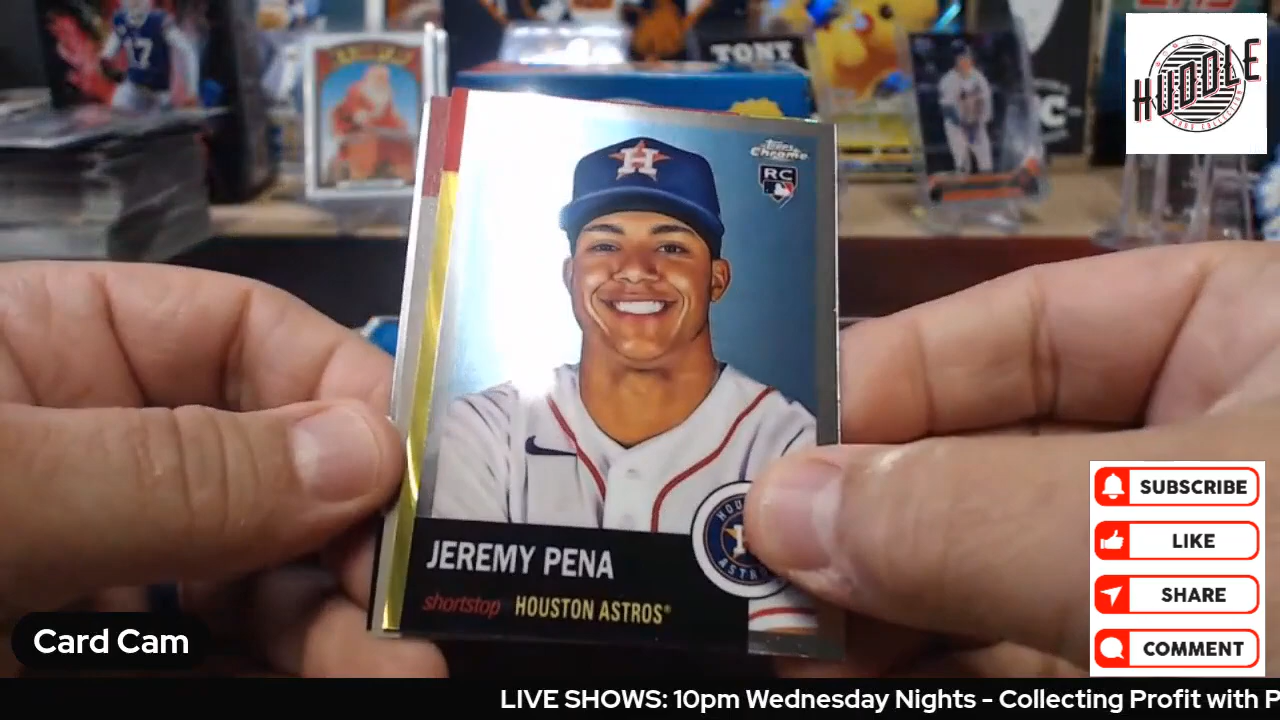 17
TONY
HUDDLE
Topps
Chrome
RC
H
JEREMY PENA
shortstop HOUSTON ASTROS®
SUBSCRIBE
LIKE
SHARE
COMMENT
Card Cam
LIVE SHOWS: 10pm Wednesday Nights - Collecting Profit with P